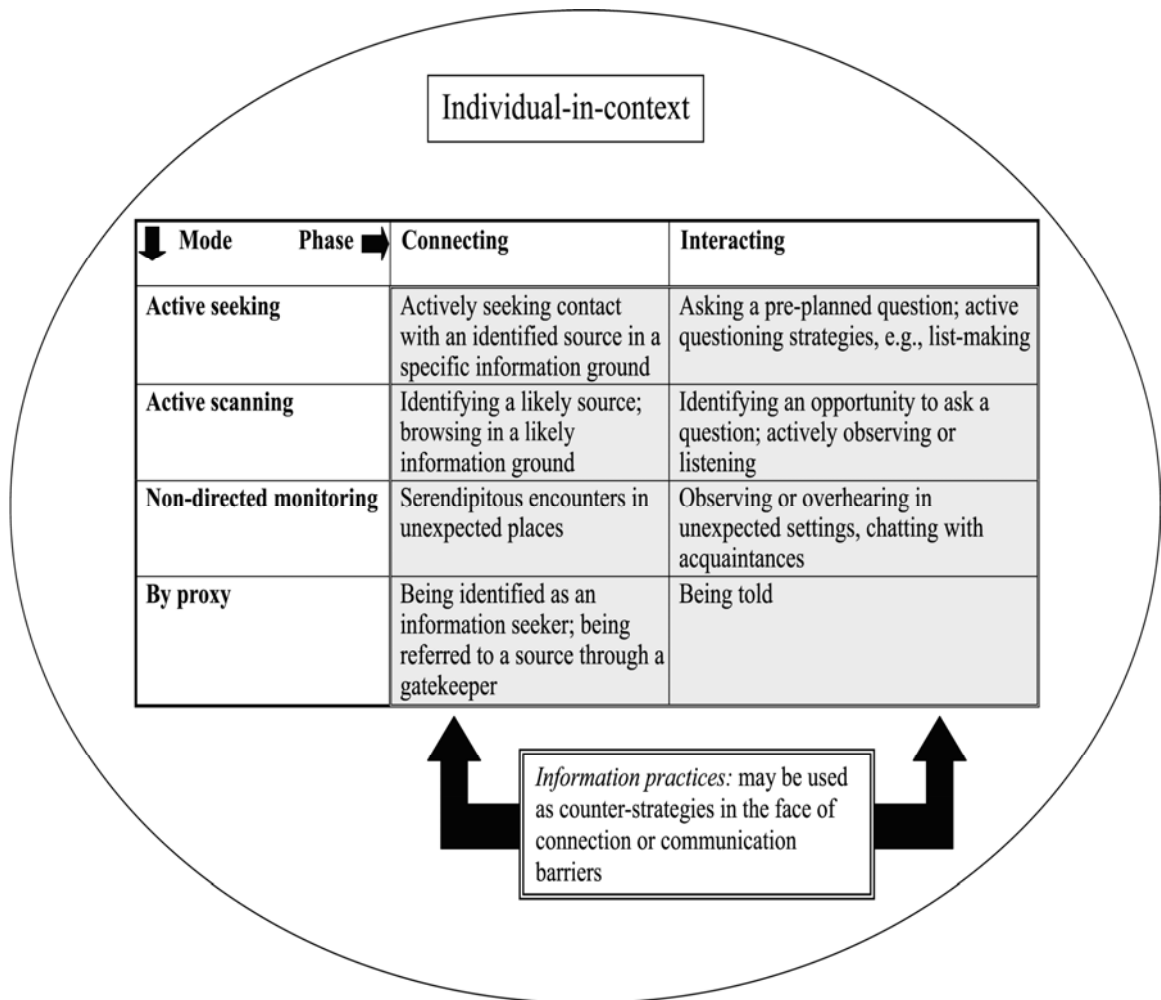 Individual-in-context
Mode Phase Connecting Interacting
Active seeking
Actively seeking contact
with an identified source in a
specific information ground
Asking a pre-planned question; active
questioning strategies, e.g., list-making
Active scanning
Identifying a likely source;
browsing in a likely
information ground
Identifying an opportunity to ask a
question; actively observing or
listening
Non-directed monitoring
Serendipitous encounters in
unexpected places
Observing or overhearing in
unexpected settings, chatting with
acquaintances
By proxy
Being identified as an
information seeker; being
referred to a source through a
gatekeeper
Being told
Information practices: may be used
as counter-strategies in the face of
connection or communication
barriers